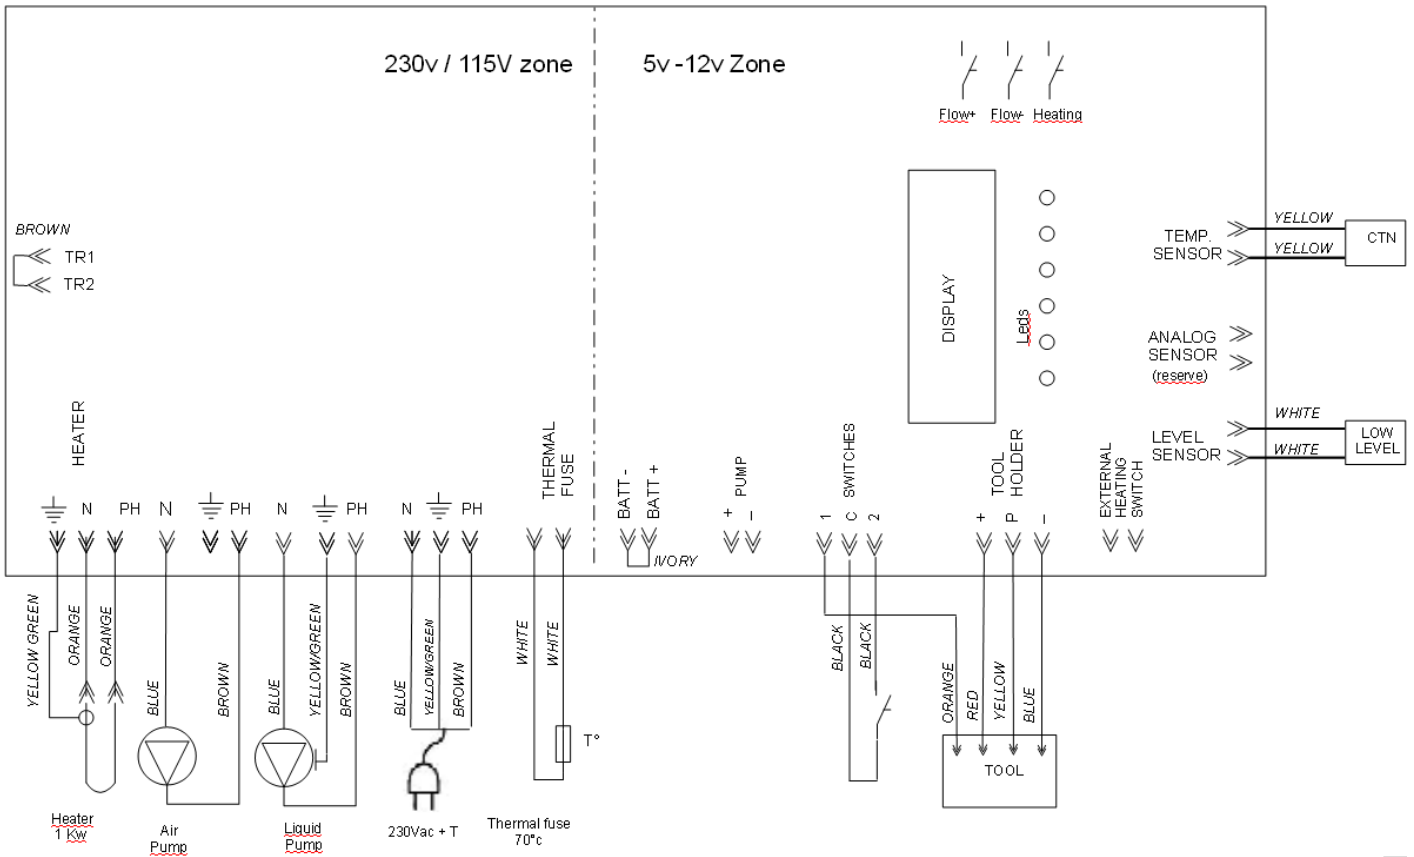 230v / 115V zone
5v -12v Zone
Flow+
Flow-
Heating
BROWN
TR1
TR2
DISPLAY
Leds
TEMP.
SENSOR
YELLOW
YELLOW
CTN
ANALOG
SENSOR
(reserve)
LEVEL
SENSOR
WHITE
WHITE
LOW
LEVEL
HEATER
N
PH
N
PH
N
PH
N
PH
THERMAL
FUSE
BATT -
BATT +
IVORY
+
-
PUMP
1
C
2
SWITCHES
+
P
-
TOOL
HOLDER
EXTERNAL
HEATING
SWITCH
YELLOW GREEN
ORANGE
ORANGE
BLUE
BROWN
BLUE
YELLOW/GREEN
BROWN
BLUE
YELLOW/GREEN
BROWN
WHITE
WHITE
T°
BLACK
BLACK
ORANGE
RED
YELLOW
BLUE
TOOL
Heater
1 Kw
Air
Pump
Liquid
Pump
230Vac + T
Thermal fuse
70°c